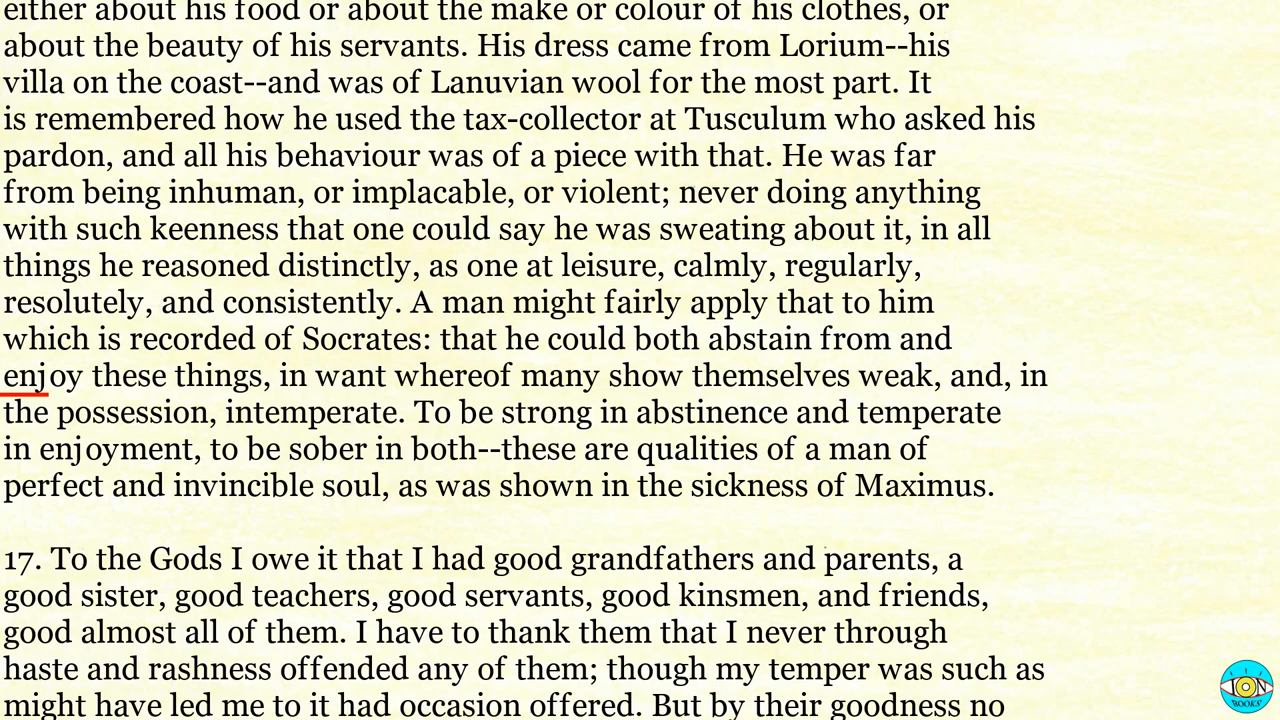 either about his food or about the make or colour of his clothes, or
about the beauty of his servants. His dress came from Lorium--his
villa on the coast--and was of Lanuvian wool for the most part. It
is remembered how he used the tax-collector at Tusculum who asked his
pardon, and all his behaviour was of a piece with that. He was far
from being inhuman, or implacable, or violent; never doing anything
with such keenness that one could say he was sweating about it, in all
things he reasoned distinctly, as one at leisure, calmly, regularly,
resolutely, and consistently. A man might fairly apply that to him
which is recorded of Socrates: that he could both abstain from and
enjoy these things, in want whereof many show themselves weak, and, in
the possession, intemperate. To be strong in abstinence and temperate
in enjoyment, to be sober in both--these are qualities of a man of
perfect and invincible soul, as was shown in the sickness of Maximus.
17. To the Gods I owe it that I had good grandfathers and parents, a
good sister, good teachers, good servants, good kinsmen, and friends,
good almost all of them. I have to thank them that I never through
haste and rashness offended any of them; though my temper was such as
might have led me to it had occasion offered. But by their goodness no
ION
BOOKS